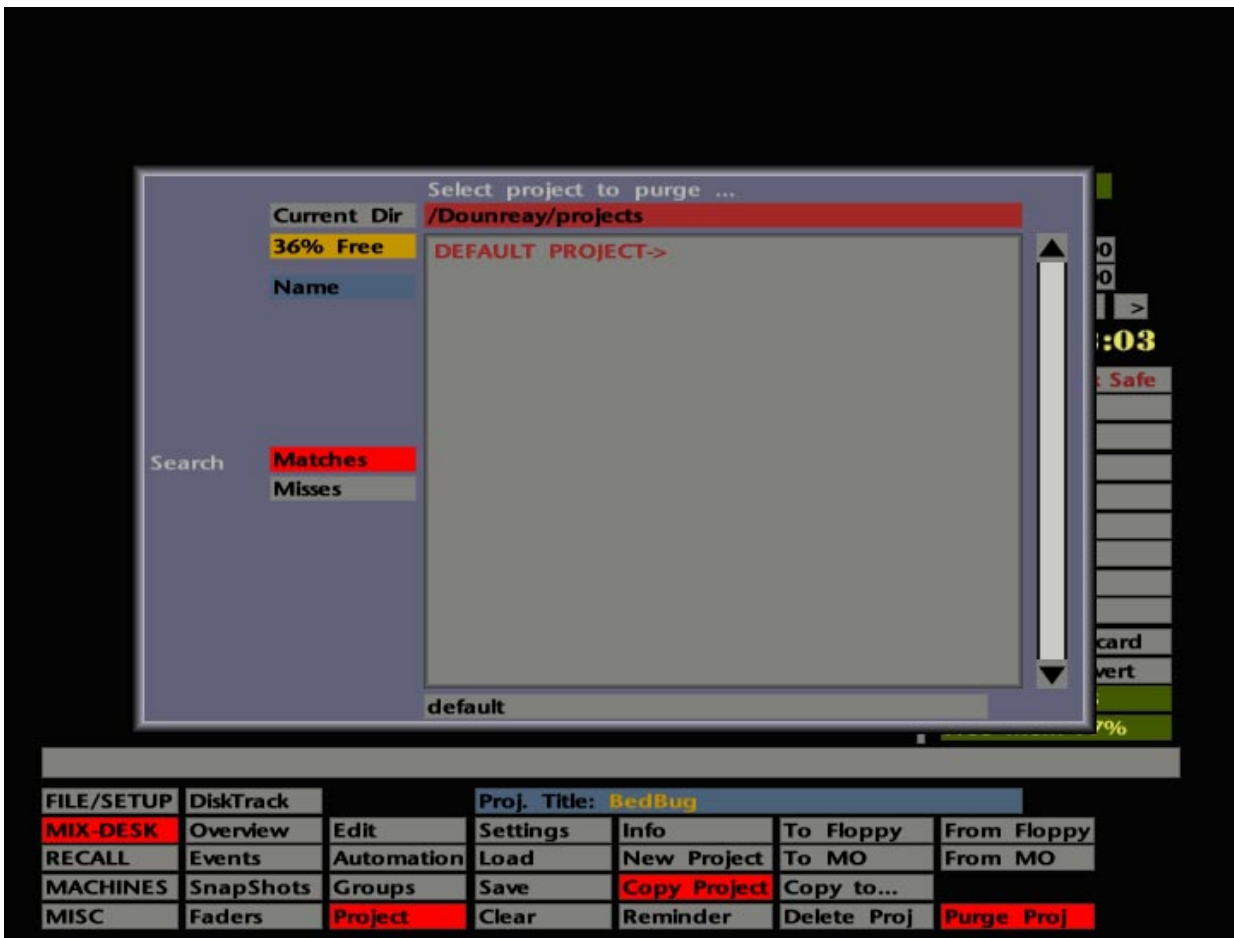 Select project to purge ...
Current Dir /Dounreay/projects
36% Free DEFAULT PROJECT->
Name
>
:03
Safe
Search Matches
Misses
card
vert
default
7%
FILE/SETUP DiskTrack Proj. Title: BedBug
MIX-DESK Overview Edit Settings Info To Floppy From Floppy
RECALL Events Automation Load New Project To MO From MO
MACHINES SnapShots Groups Save Copy Project Copy to...
MISC Faders Project Clear Reminder Delete Proj Purge Proj